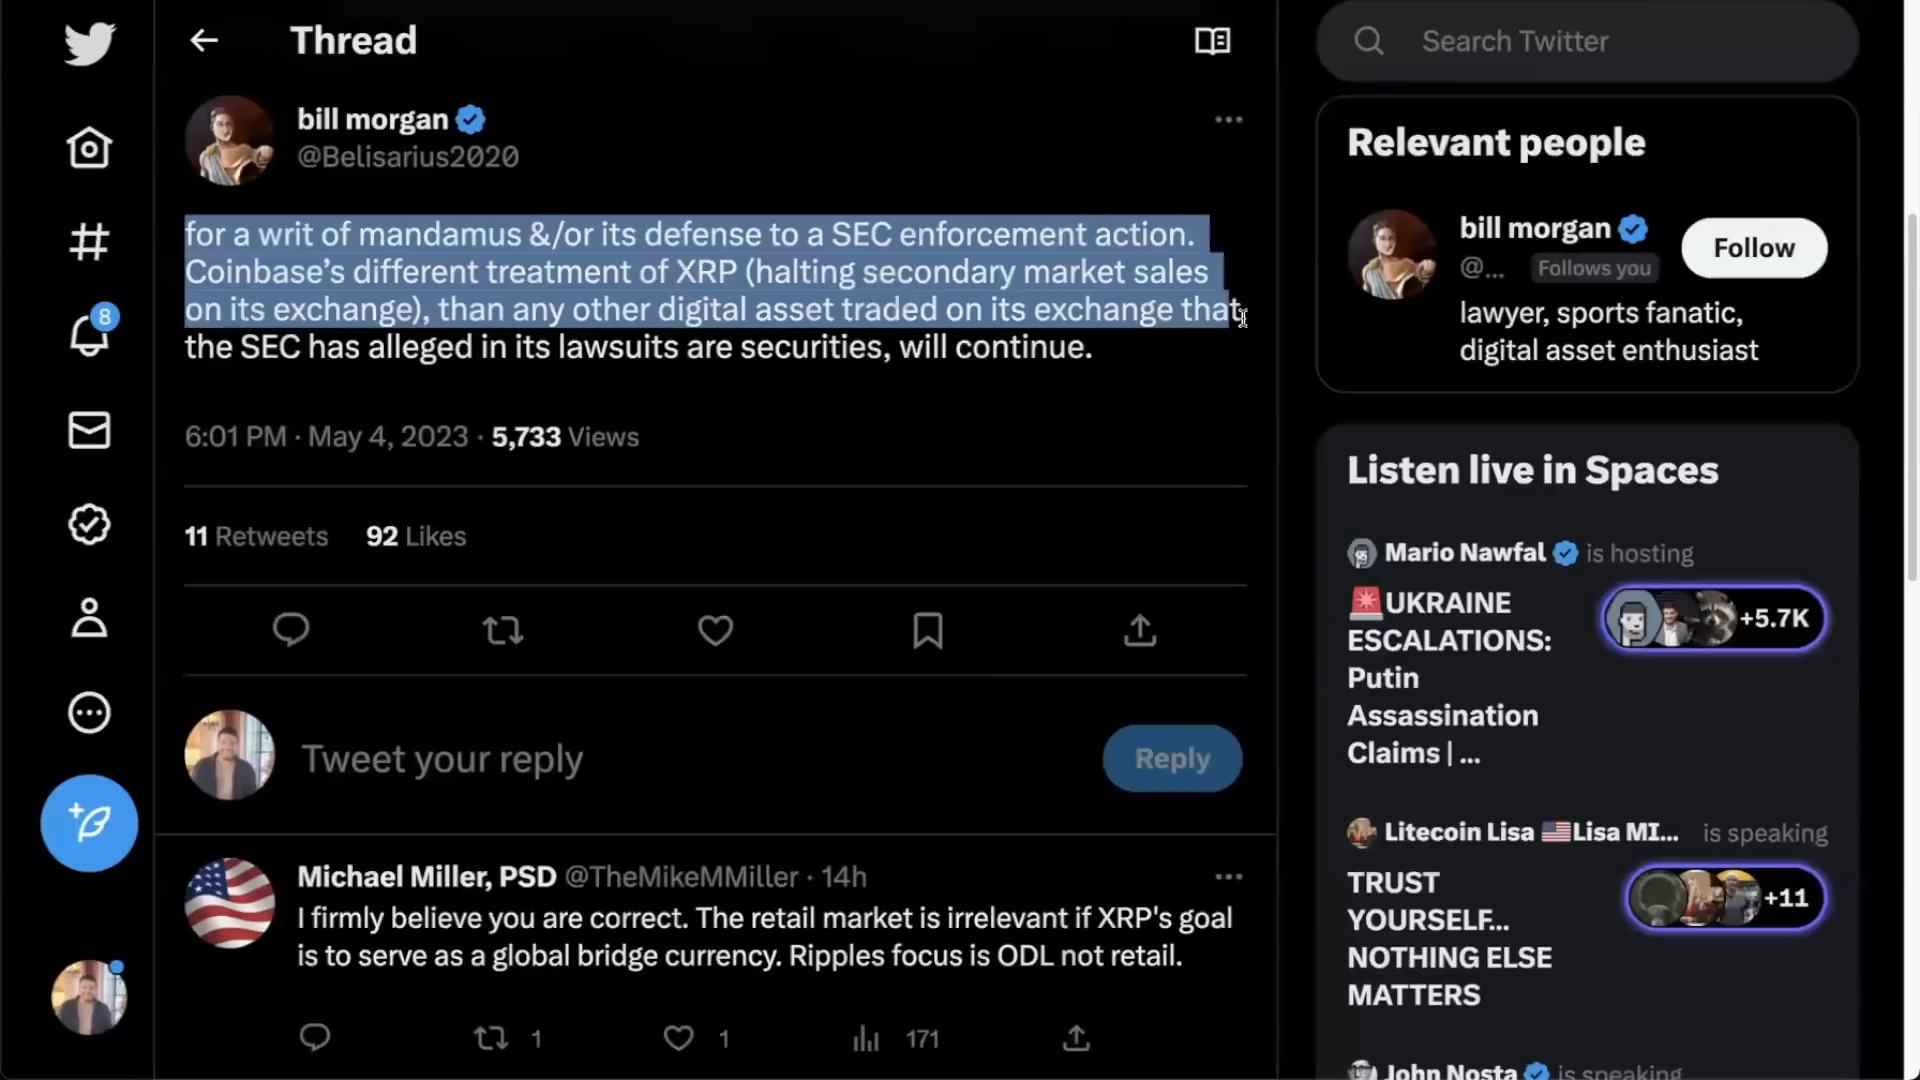 Thread
bill morgan
@Belisarius2020
for a writ of mandamus &/or its defense to a SEC enforcement action.
Coinbase’s different treatment of XRP (halting secondary market sales
on its exchange), than any other digital asset traded on its exchange that
the SEC has alleged in its lawsuits are securities, will continue.
6:01 PM · May 4, 2023 · 5,733 Views
11 Retweets 92 Likes
Tweet your reply
Reply
Michael Miller, PSD @TheMikeMMiller · 14h
I firmly believe you are correct. The retail market is irrelevant if XRP's goal
is to serve as a global bridge currency. Ripples focus is ODL not retail.
1 1 171
8
Search Twitter
Relevant people
bill morgan
@... Follows you
Follow
lawyer, sports fanatic,
digital asset enthusiast
Listen live in Spaces
Mario Nawfal is hosting
🚨UKRAINE
ESCALATIONS:
Putin
Assassination
Claims | ...
+5.7K
Litecoin Lisa 🇺🇸Lisa MI... is speaking
TRUST
YOURSELF...
NOTHING ELSE
MATTERS
+11
John Nosta is speaking